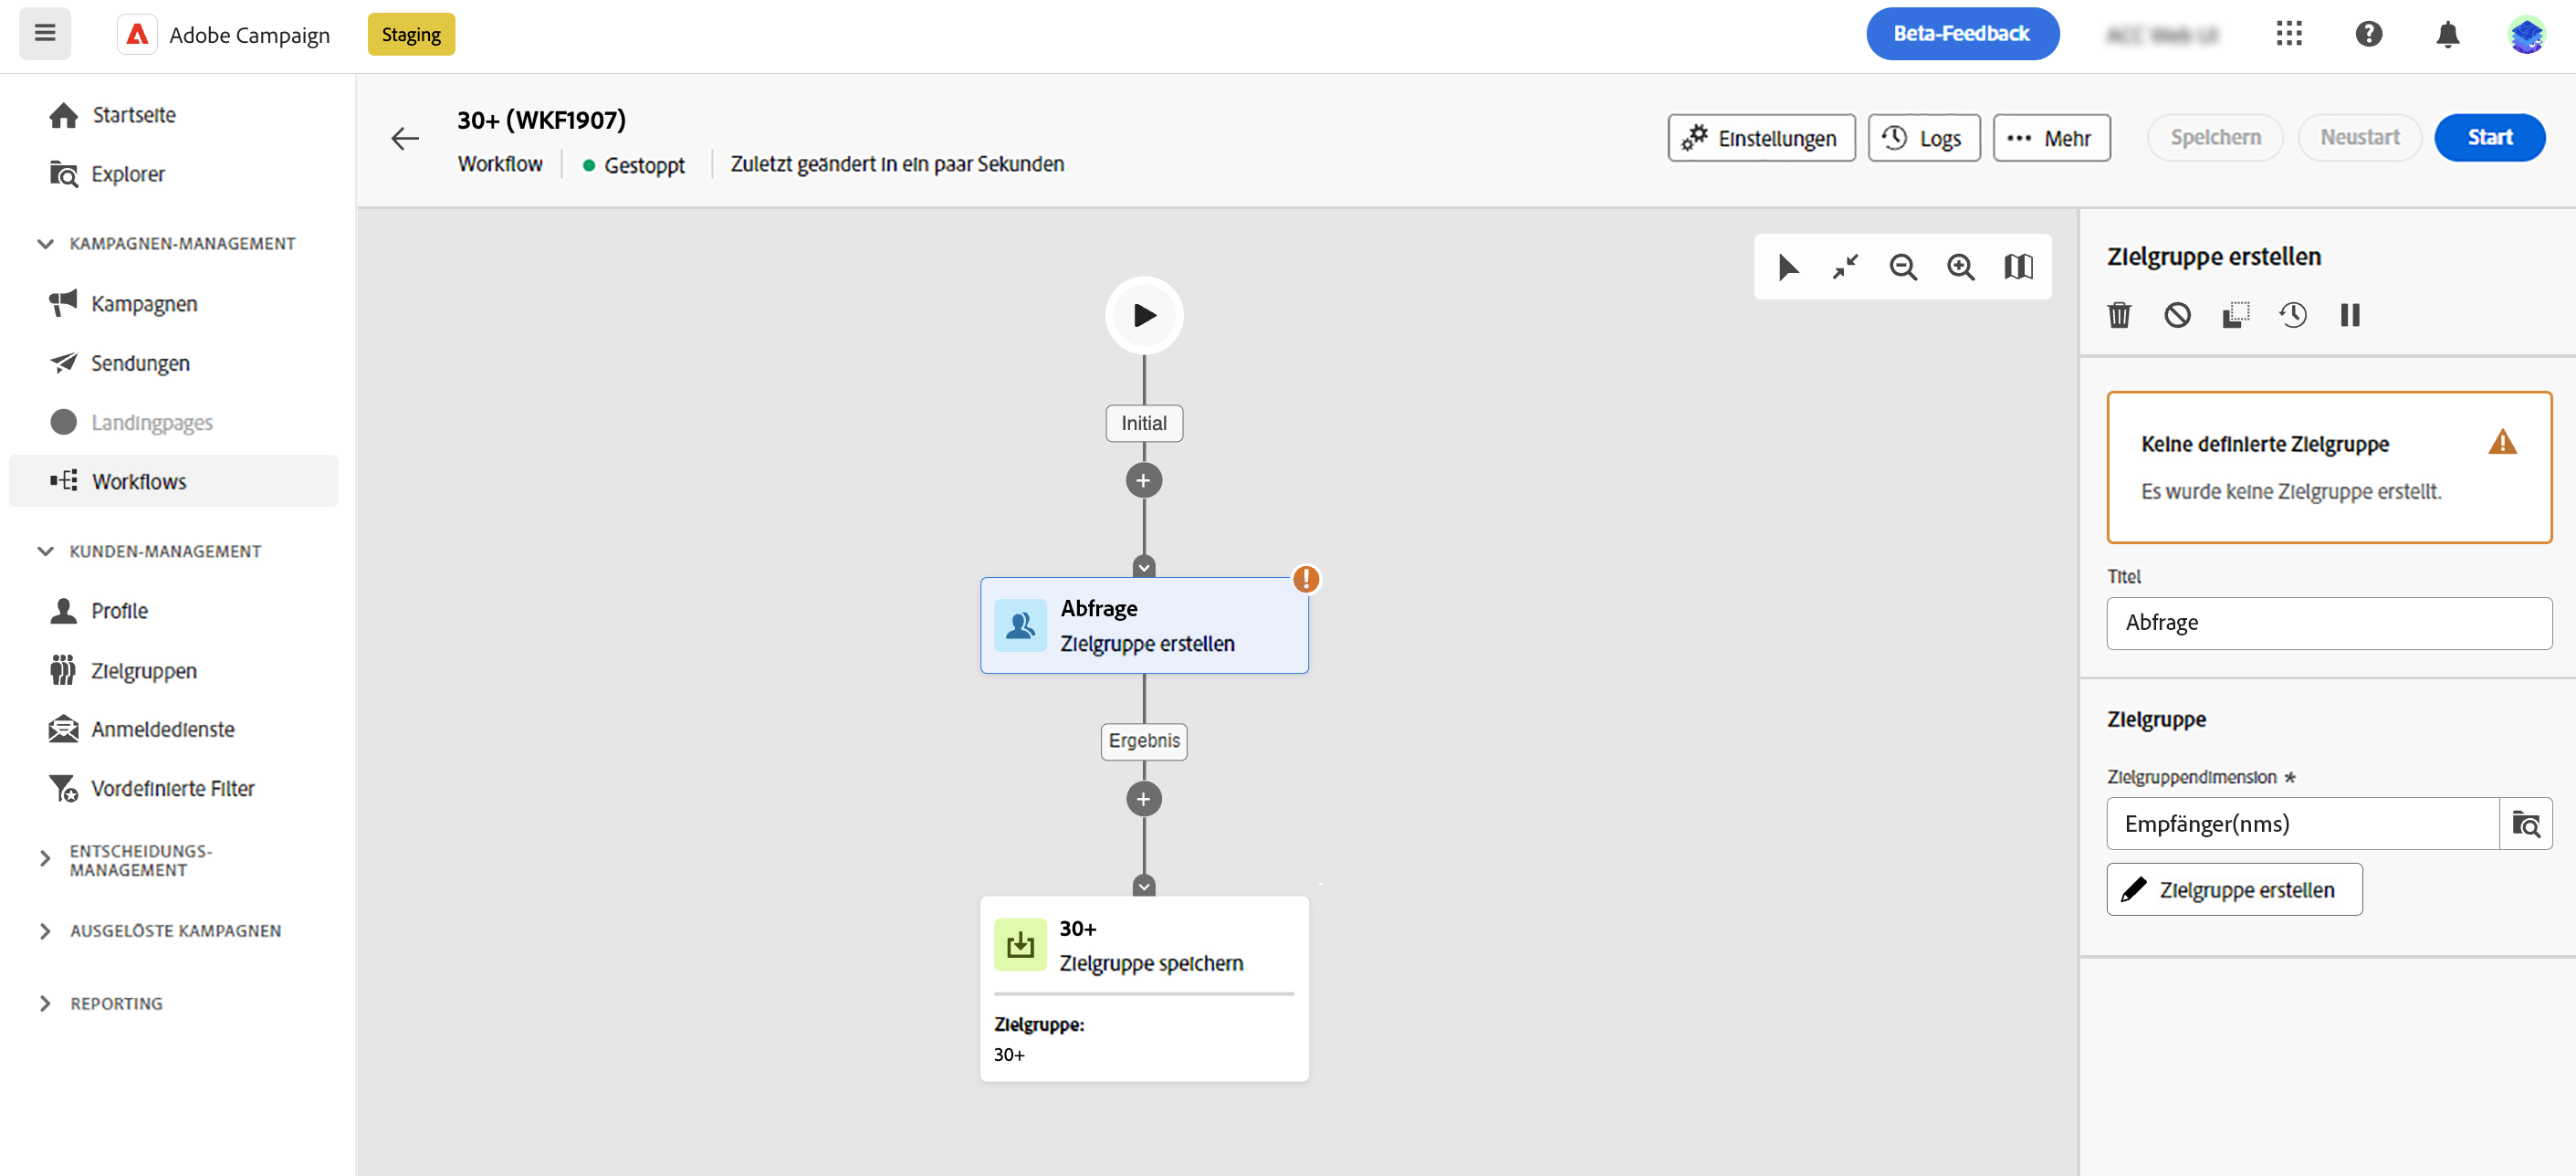 Adobe Campaign
Staging
Beta-Feedback
Startseite
Explorer
KAMPAGNEN-MANAGEMENT
Kampagnen
Sendungen
Landingpages
Workflows
KUNDEN-MANAGEMENT
Profile
Zielgruppen
Anmeldedienste
Vordefinierte Filter
ENTSCHEIDUNGS-
MANAGEMENT
AUSGELÖSTE KAMPAGNEN
REPORTING
30+ (WKF1907)
Workflow
Gestoppt
Zuletzt geändert in ein paar Sekunden
Einstellungen
Logs
Mehr
Speichern
Neustart
Start
Initial
Abfrage
Zielgruppe erstellen
Ergebnis
30+
Zielgruppe speichern
Zielgruppe:
30+
Zielgruppe erstellen
Keine definierte Zielgruppe
Es wurde keine Zielgruppe erstellt.
Titel
Abfrage
Zielgruppe
Zielgruppendimension *
Empfänger(nms)
Zielgruppe erstellen